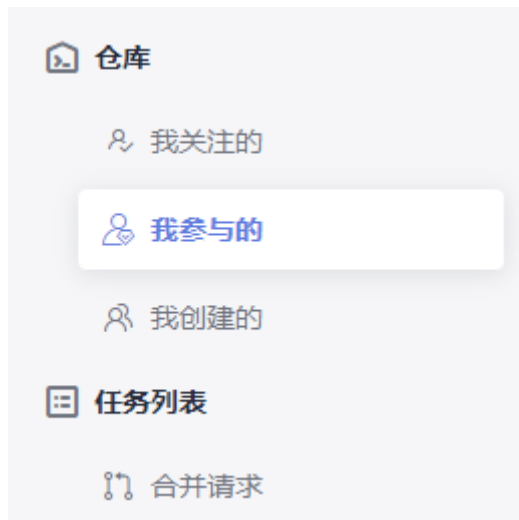 仓库
我关注的
我参与的
我创建的
任务列表
合并请求